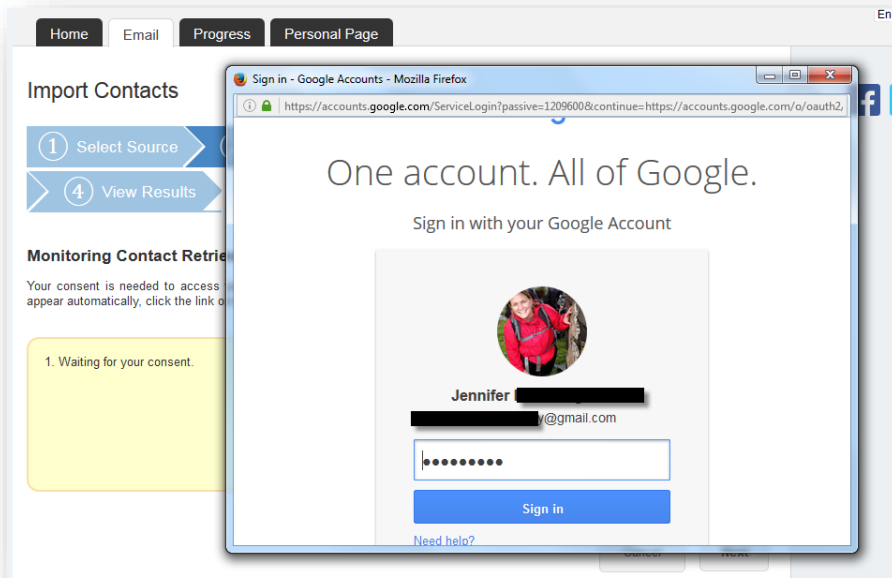 En
Home
Email
Progress
Personal Page
Import Contacts
1 Select Source
4 View Results
Monitoring Contact Retrie
Your consent is needed to access
appear automatically, click the link o
1. Waiting for your consent.
Sign in - Google Accounts - Mozilla Firefox
https://accounts.google.com/ServiceLogin?passive=1209600&continue=https://accounts.google.com/o/oauth2,
One account. All of Google.
Sign in with your Google Account
Jennifer
y@gmail.com
Sign in
Need help?
Cancel
Next